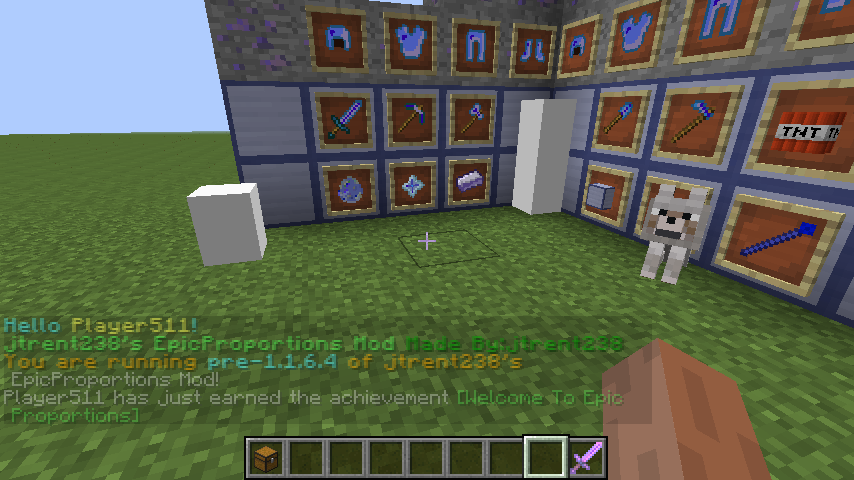 TNT TN
Hello Player511!
jtrent238's EpicProportions Mod Made By:jtrent238
You are running pre-1.1.6.4 of jtrent238's
EpicProportions Mod!
Player511 has just earned the achievement [Welcome To Epic
Proportions]